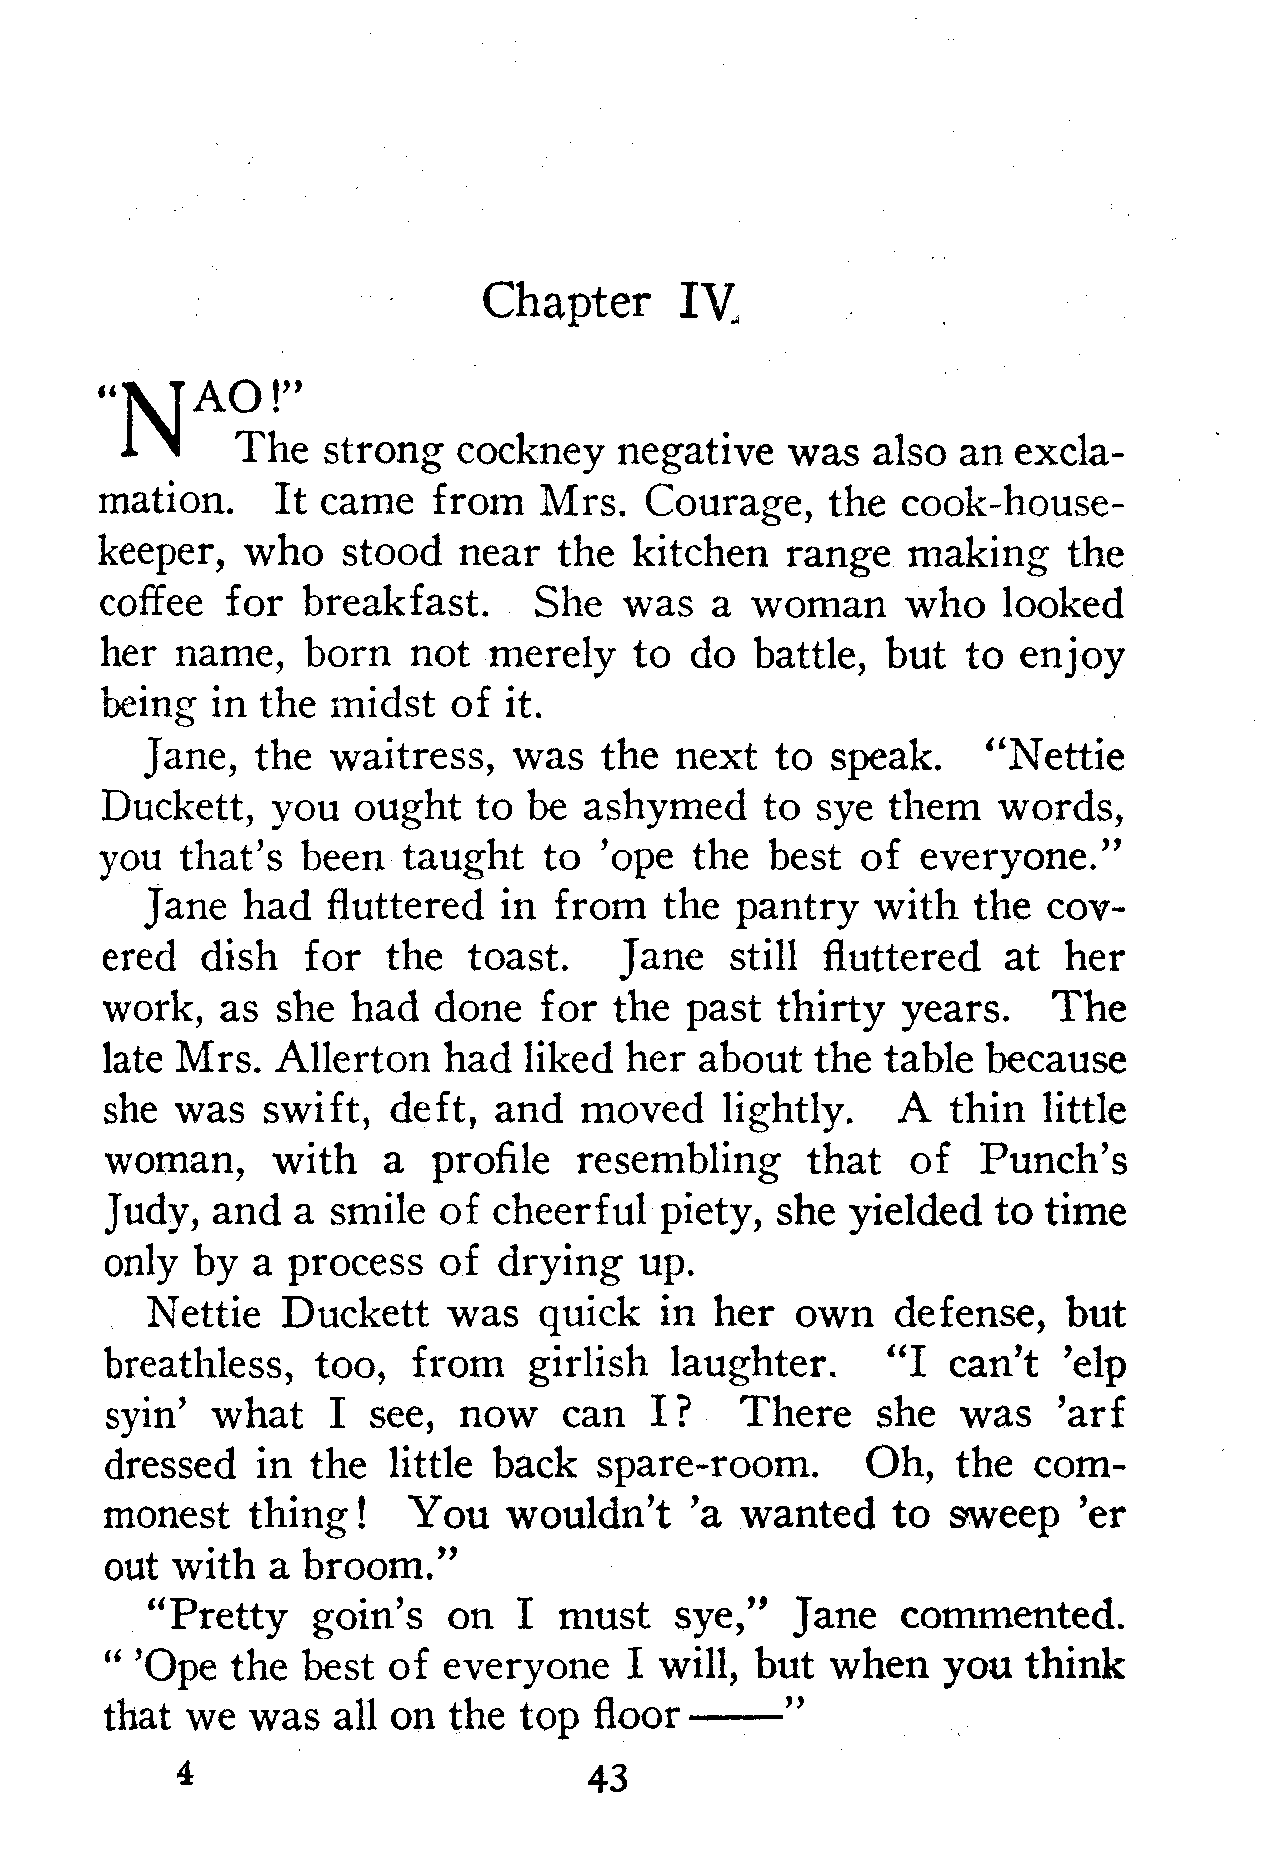 Chapter IV
“NAO!”
The strong cockney negative was also an excla-
mation. It came from Mrs. Courage, the cook-house-
keeper, who stood near the kitchen range making the
coffee for breakfast. She was a woman who looked
her name, born not merely to do battle, but to enjoy
being in the midst of it.
Jane, the waitress, was the next to speak. “Nettie
Duckett, you ought to be ashymed to sye them words,
you that’s been taught to ’ope the best of everyone.”
Jane had fluttered in from the pantry with the cov-
ered dish for the toast. Jane still fluttered at her
work, as she had done for the past thirty years. The
late Mrs. Allerton had liked her about the table because
she was swift, deft, and moved lightly. A thin little
woman, with a profile resembling that of Punch’s
Judy, and a smile of cheerful piety, she yielded to time
only by a process of drying up.
Nettie Duckett was quick in her own defense, but
breathless, too, from girlish laughter. “I can’t ’elp
syin’ what I see, now can I? There she was ’arf
dressed in the little back spare-room. Oh, the com-
monest thing! You wouldn’t ’a wanted to sweep ’er
out with a broom.”
“Pretty goin’s on I must sye,” Jane commented.
“ ’Ope the best of everyone I will, but when you think
that we was all on the top floor——”
4 43